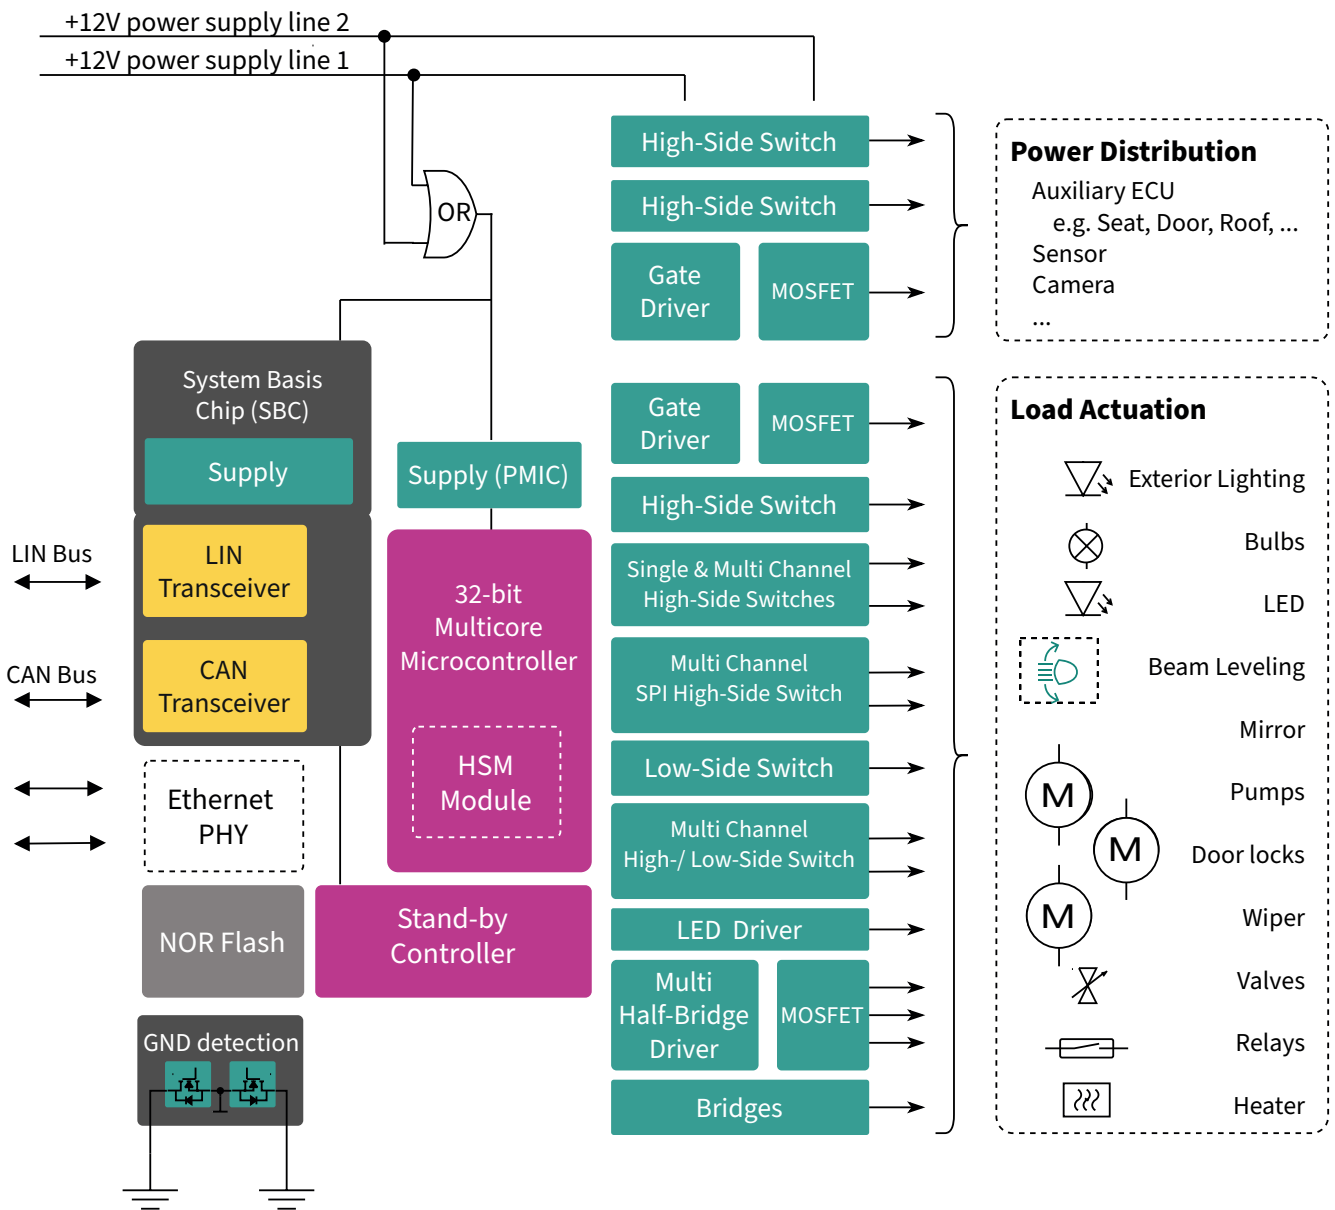 +12V power supply line 2
+12V power supply line 1
OR
System Basis
Chip (SBC)
Supply
Supply (PMIC)
LIN Bus
LIN
Transceiver
CAN Bus
CAN
Transceiver
32-bit
Multicore
Microcontroller
HSM
Module
Ethernet
PHY
NOR Flash
Stand-by
Controller
GND detection
High-Side Switch
High-Side Switch
Gate
Driver
MOSFET
Gate
Driver
MOSFET
High-Side Switch
Single & Multi Channel
High-Side Switches
Multi Channel
SPI High-Side Switch
Low-Side Switch
Multi Channel
High-/ Low-Side Switch
LED Driver
Multi
Half-Bridge
Driver
MOSFET
Bridges
Power Distribution
Auxiliary ECU
e.g. Seat, Door, Roof, ...
Sensor
Camera
...
Load Actuation
Exterior Lighting
Bulbs
LED
Beam Leveling
Mirror
M
Pumps
M
Door locks
M
Wiper
Valves
Relays
Heater